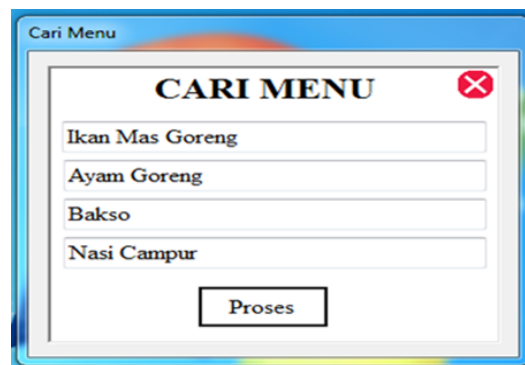 Cari Menu
CARI MENU
Ikan Mas Goreng
Ayam Goreng
Bakso
Nasi Campur
Proses